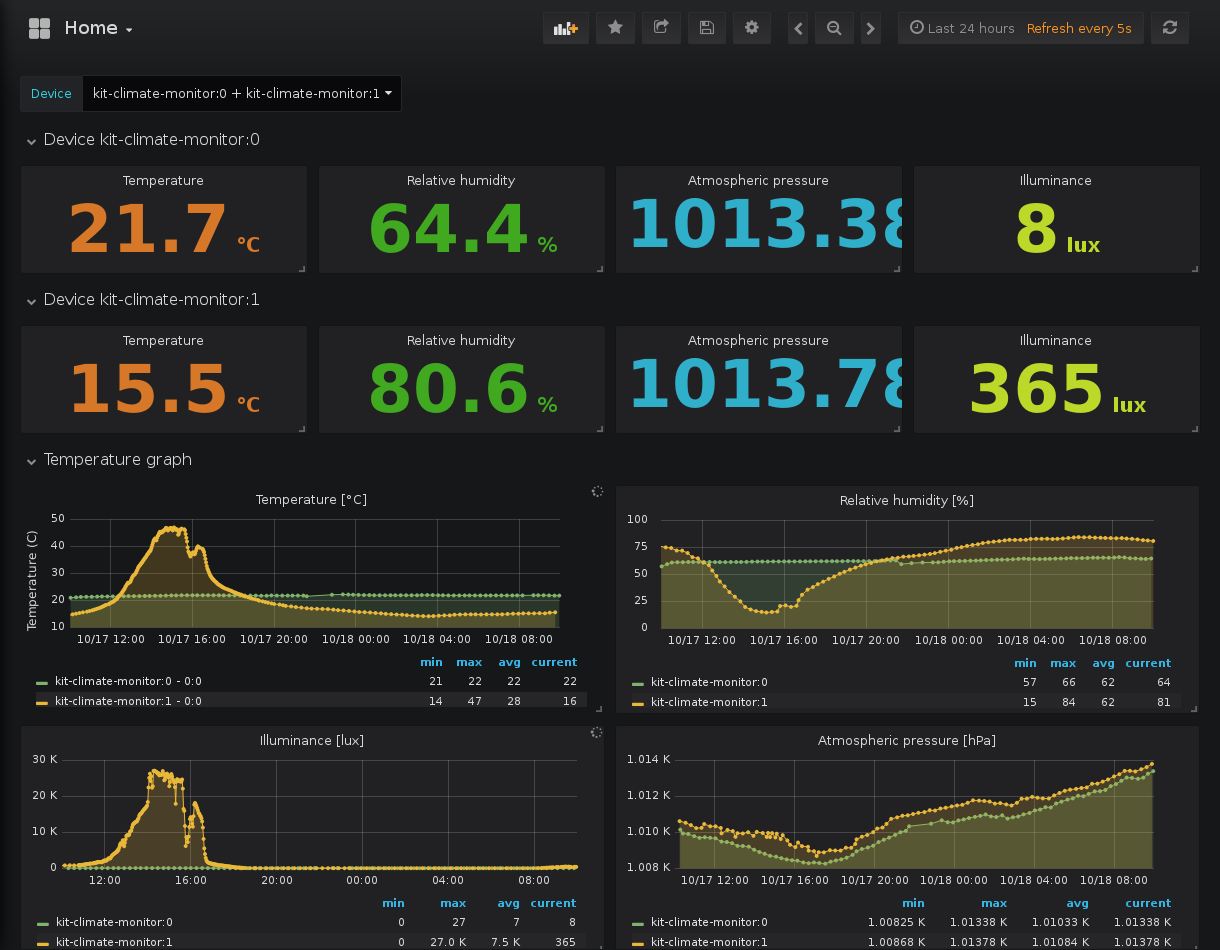 Home
Last 24 hours Refresh every 5s
Device kit-climate-monitor:0 + kit-climate-monitor:1
Device kit-climate-monitor:0
Temperature
21.7 °C
Relative humidity
64.4 %
Atmospheric pressure
1013.38
Illuminance
8 lux
Device kit-climate-monitor:1
Temperature
15.5 °C
Relative humidity
80.6 %
Atmospheric pressure
1013.78
Illuminance
365 lux
Temperature graph
Temperature [°C]
Temperature (C)
50
40
30
20
10
10/17 12:00 10/17 16:00 10/17 20:00 10/18 00:00 10/18 04:00 10/18 08:00
min max avg current
kit-climate-monitor:0 - 0:0 21 22 22 22
kit-climate-monitor:1 - 0:0 14 47 28 16
Relative humidity [%]
100
75
50
25
0
10/17 12:00 10/17 16:00 10/17 20:00 10/18 00:00 10/18 04:00 10/18 08:00
min max avg current
kit-climate-monitor:0 57 66 62 64
kit-climate-monitor:1 15 84 62 81
Illuminance [lux]
30 K
20 K
10 K
0
12:00 16:00 20:00 00:00 04:00 08:00
min max avg current
kit-climate-monitor:0 0 27 7 8
kit-climate-monitor:1 0 27.0 K 7.5 K 365
Atmospheric pressure [hPa]
1.014 K
1.012 K
1.010 K
1.008 K
10/17 12:00 10/17 16:00 10/17 20:00 10/18 00:00 10/18 04:00 10/18 08:00
min max avg current
kit-climate-monitor:0 1.00825 K 1.01338 K 1.01033 K 1.01338 K
kit-climate-monitor:1 1.00868 K 1.01378 K 1.01084 K 1.01378 K